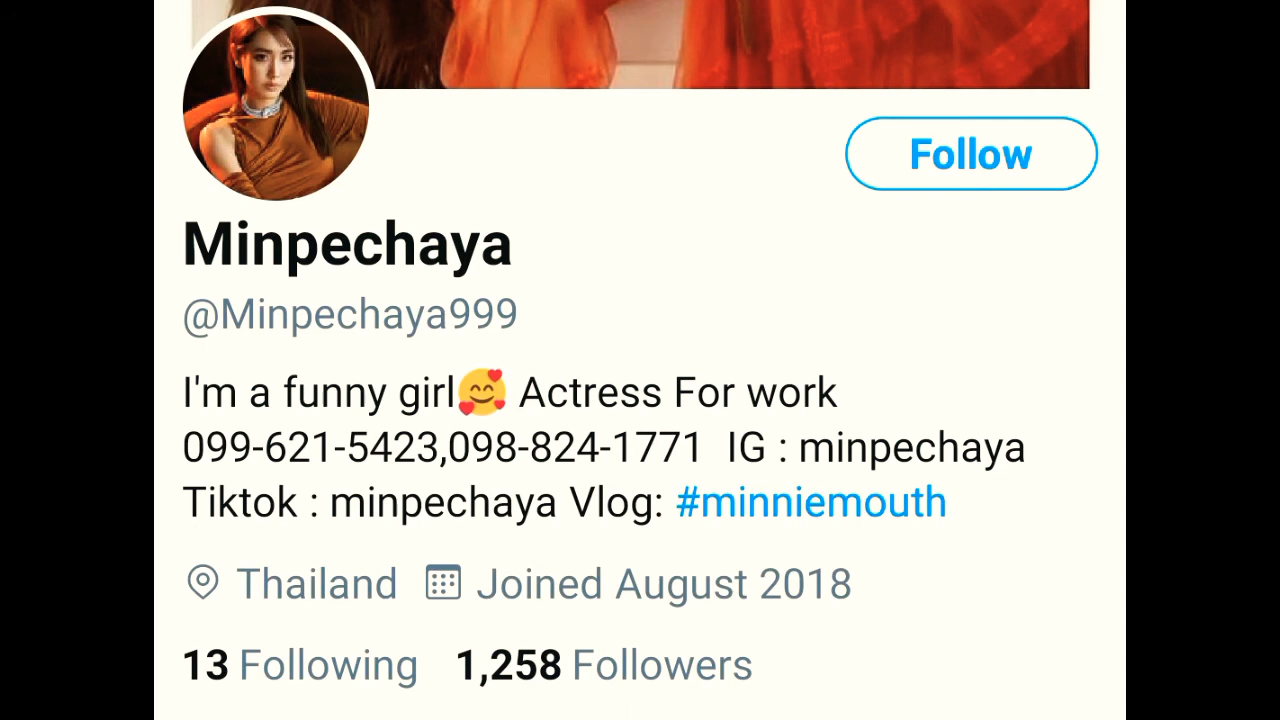 Follow
Minpechaya
@Minpechaya999
I'm a funny girl🥰 Actress For work
099-621-5423,098-824-1771 IG : minpechaya
Tiktok : minpechaya Vlog: #minniemouth
Thailand Joined August 2018
13 Following 1,258 Followers